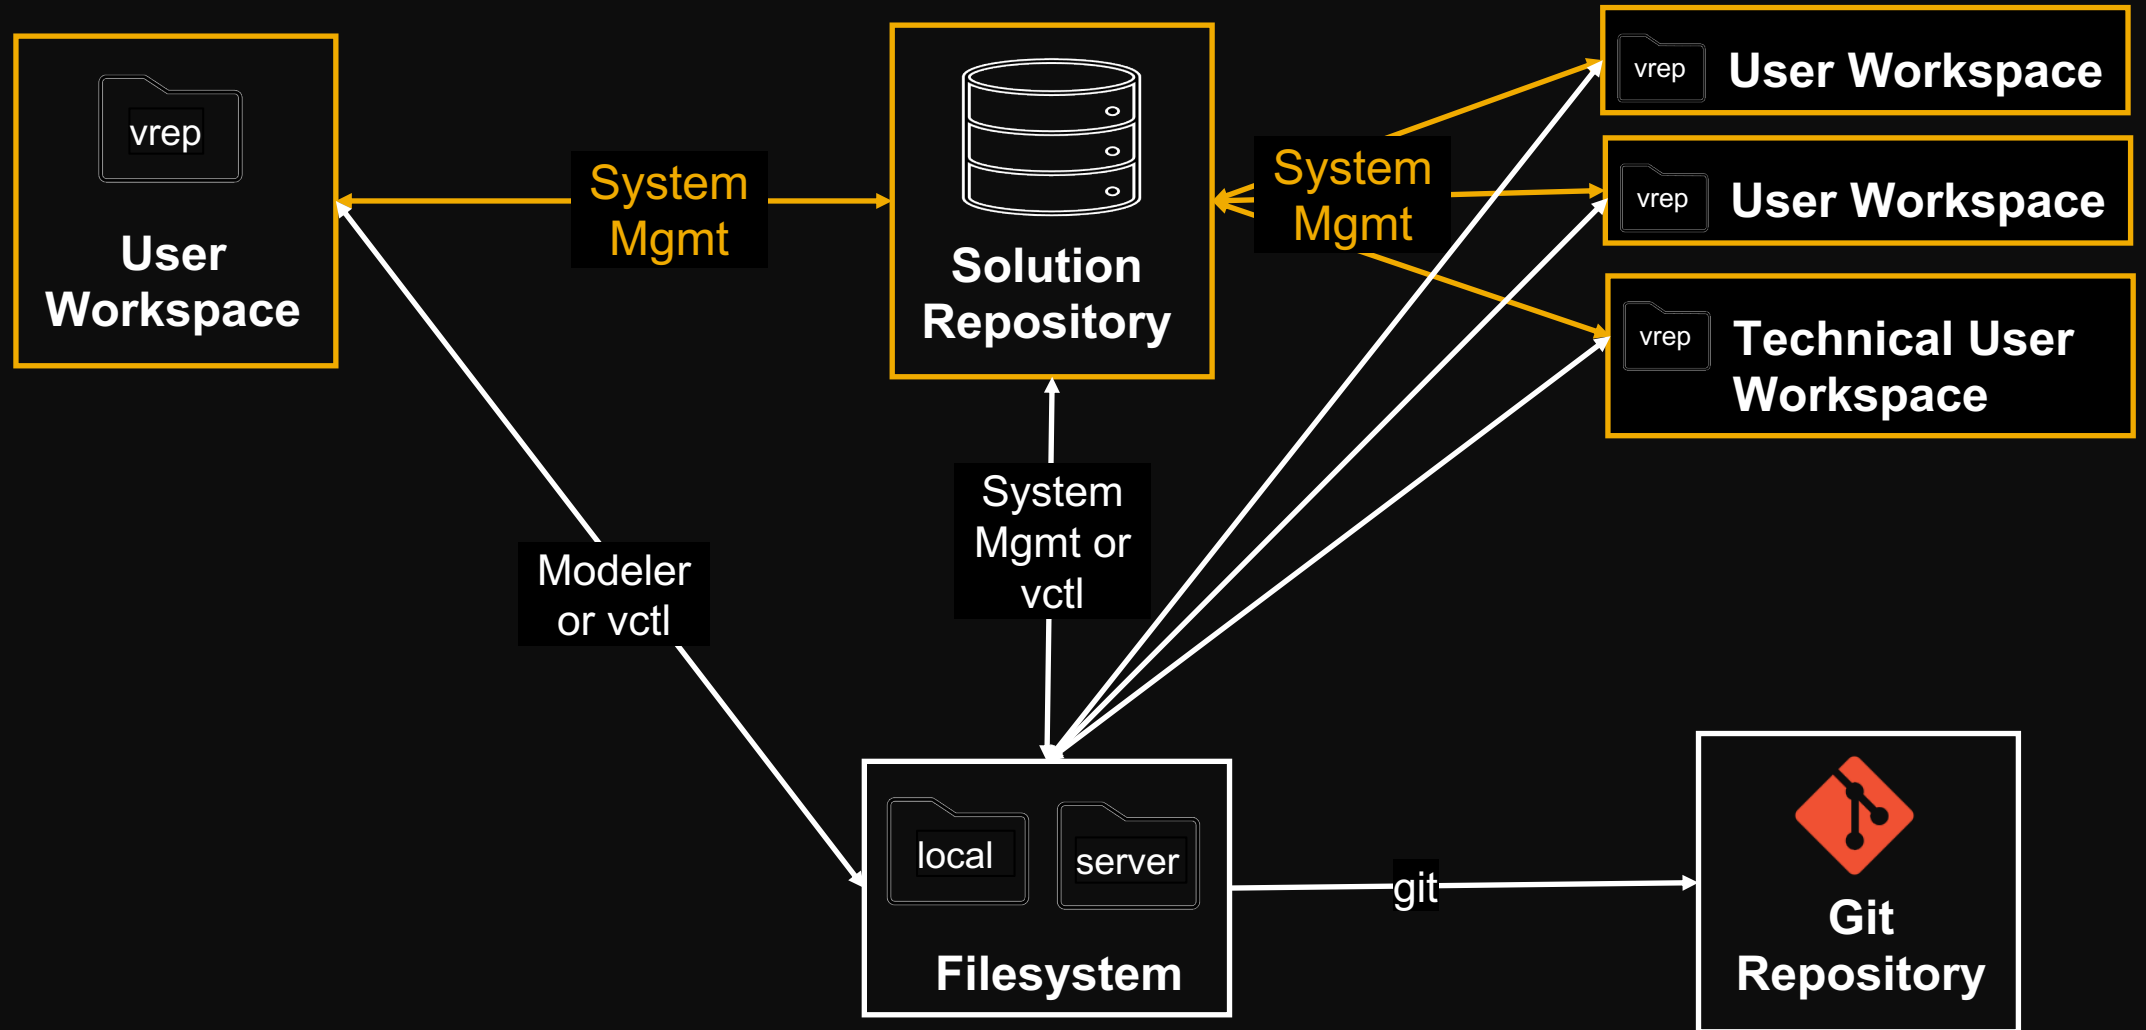 vrep
User
Workspace
System
Mgmt
Solution
Repository
System
Mgmt
vrep
User Workspace
vrep
User Workspace
vrep
Technical User
Workspace
Modeler
or vctl
System
Mgmt or
vctl
local
server
Filesystem
git
Git
Repository